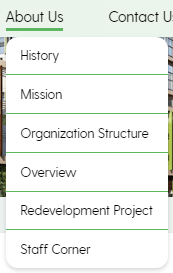 About Us Contact Us
History
Mission
Organization Structure
Overview
Redevelopment Project
Staff Corner